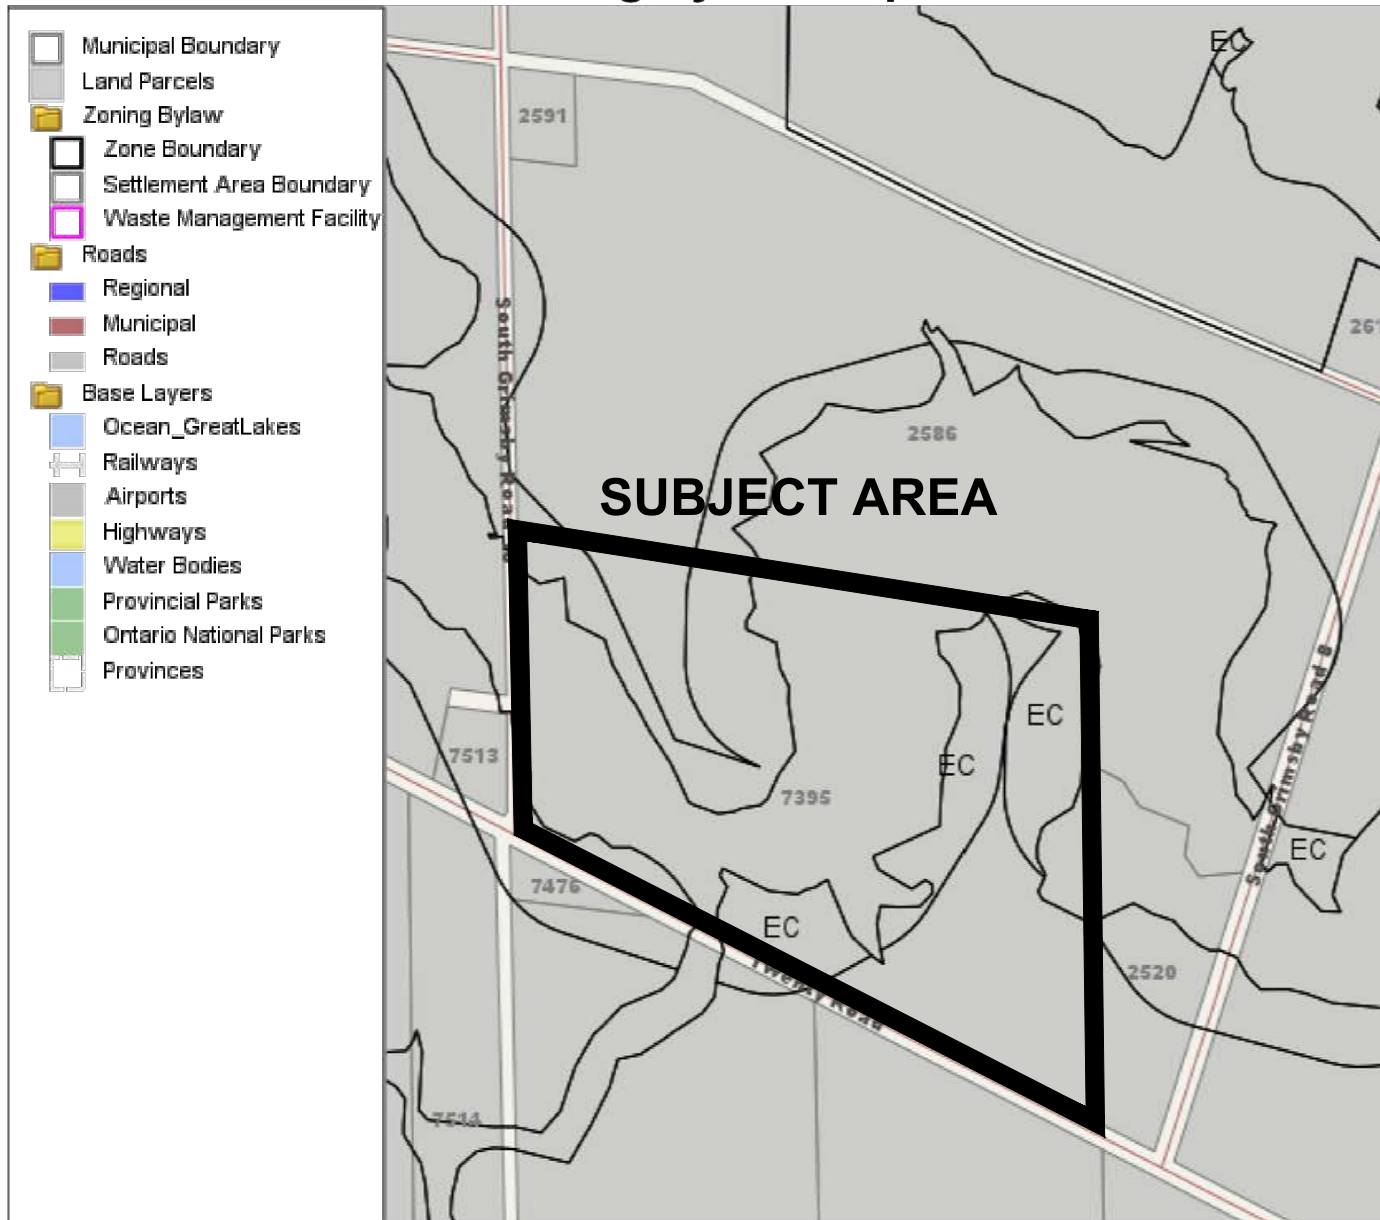 Municipal Boundary
Land Parcels
Zoning Bylaw
Zone Boundary
Settlement Area Boundary
Waste Management Facility
Roads
Regional
Municipal
Roads
Base Layers
Ocean_GreatLakes
Railways
Airports
Highways
Water Bodies
Provincial Parks
Ontario National Parks
Provinces
EC
2591
261
South Grimsby Road
2586
SUBJECT AREA
EC
EC
7513
7395
South Grimsby Road 8
EC
7476
EC
2520
Twenty Road
7514